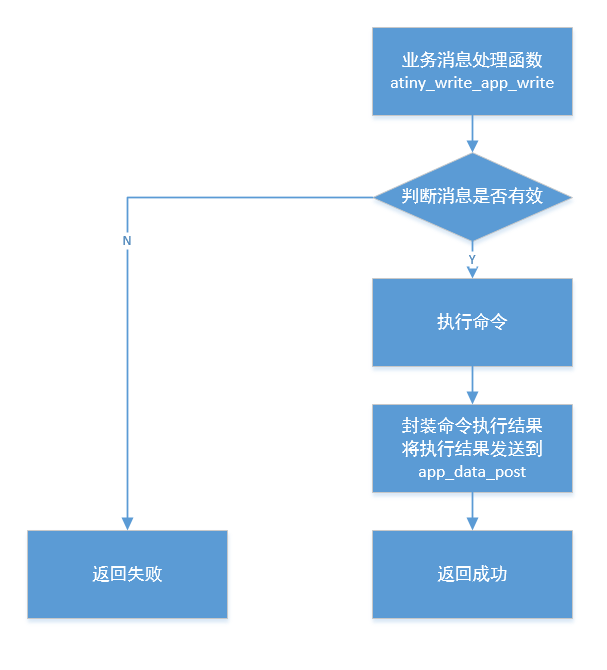 业务消息处理函数
atiny_write_app_write
判断消息是否有效
N
Y
执行命令
封装命令执行结果
将执行结果发送到
app_data_post
返回失败
返回成功